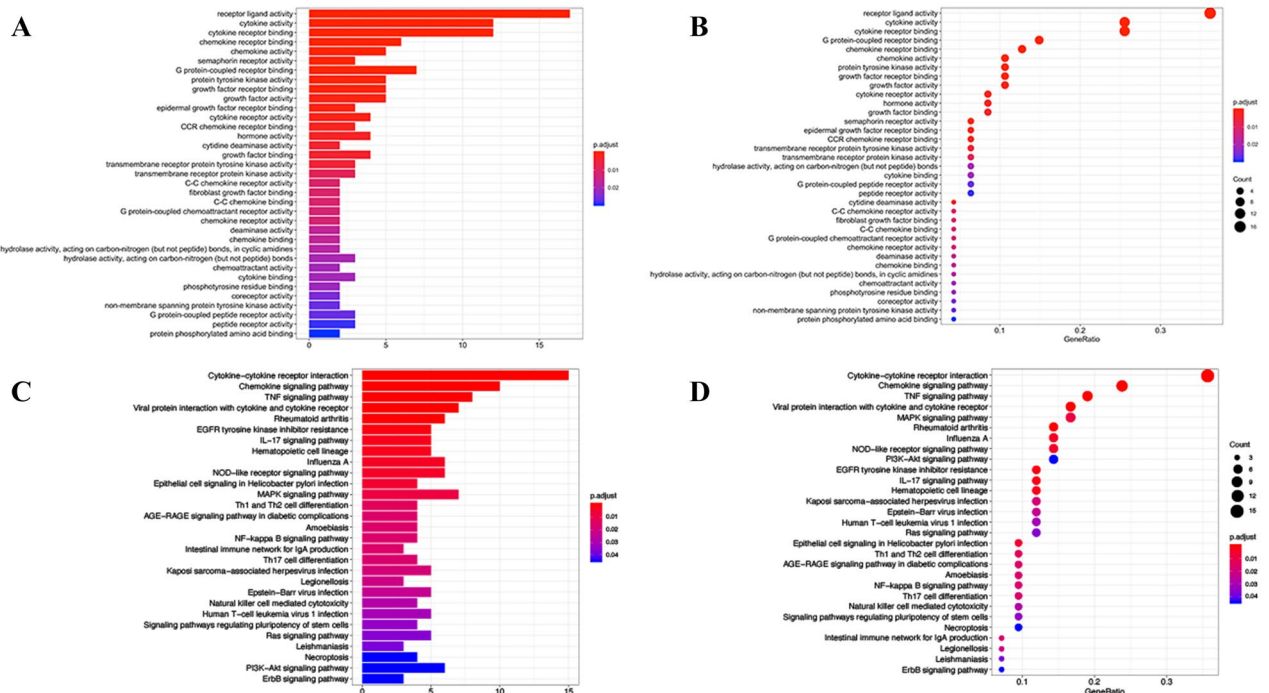 A
receptor ligand activity
cytokine activity
cytokine receptor binding
chemokine receptor binding
chemokine activity
semaphorin receptor activity
G protein-coupled receptor binding
protein tyrosine kinase activity
growth factor receptor binding
growth factor activity
epidermal growth factor receptor binding
cytokine receptor activity
CCR chemokine receptor binding
hormone activity
cytidine deaminase activity
growth factor binding
transmembrane receptor protein tyrosine kinase activity
transmembrane receptor protein kinase activity
C-C chemokine receptor activity
fibroblast growth factor binding
C-C chemokine binding
G protein-coupled chemoattractant receptor activity
chemokine receptor activity
deaminase activity
chemokine binding
hydrolase activity, acting on carbon-nitrogen (but not peptide) bonds, in cyclic amidines
hydrolase activity, acting on carbon-nitrogen (but not peptide) bonds
chemoattractant activity
cytokine binding
phosphotyrosine residue binding
coreceptor activity
non-membrane spanning protein tyrosine kinase activity
G protein-coupled peptide receptor activity
peptide receptor activity
protein phosphorylated amino acid binding
0 5 10 15
p.adjust
0.01
0.02
B
receptor ligand activity
cytokine activity
cytokine receptor binding
G protein-coupled receptor binding
chemokine receptor binding
chemokine activity
protein tyrosine kinase activity
growth factor receptor binding
growth factor activity
cytokine receptor activity
hormone activity
growth factor binding
semaphorin receptor activity
epidermal growth factor receptor binding
CCR chemokine receptor binding
transmembrane receptor protein tyrosine kinase activity
transmembrane receptor protein kinase activity
hydrolase activity, acting on carbon-nitrogen (but not peptide) bonds
cytokine binding
G protein-coupled peptide receptor activity
peptide receptor activity
cytidine deaminase activity
C-C chemokine receptor activity
fibroblast growth factor binding
C-C chemokine binding
G protein-coupled chemoattractant receptor activity
chemokine receptor activity
deaminase activity
chemokine binding
hydrolase activity, acting on carbon-nitrogen (but not peptide) bonds, in cyclic amidines
chemoattractant activity
phosphotyrosine residue binding
coreceptor activity
non-membrane spanning protein tyrosine kinase activity
protein phosphorylated amino acid binding
0.1 0.2 0.3
GeneRatio
p.adjust
0.01
0.02
Count
4
8
12
16
C
Cytokine-cytokine receptor interaction
Chemokine signaling pathway
TNF signaling pathway
Viral protein interaction with cytokine and cytokine receptor
Rheumatoid arthritis
EGFR tyrosine kinase inhibitor resistance
IL-17 signaling pathway
Hematopoietic cell lineage
Influenza A
NOD-like receptor signaling pathway
Epithelial cell signaling in Helicobacter pylori infection
MAPK signaling pathway
Th1 and Th2 cell differentiation
AGE-RAGE signaling pathway in diabetic complications
Amoebiasis
NF-kappa B signaling pathway
Intestinal immune network for IgA production
Th17 cell differentiation
Kaposi sarcoma-associated herpesvirus infection
Legionellosis
Epstein-Barr virus infection
Natural killer cell mediated cytotoxicity
Human T-cell leukemia virus 1 infection
Signaling pathways regulating pluripotency of stem cells
Ras signaling pathway
Leishmaniasis
Necroptosis
PI3K-Akt signaling pathway
ErbB signaling pathway
0 5 10 15
p.adjust
0.01
0.02
0.03
0.04
D
Cytokine-cytokine receptor interaction
Chemokine signaling pathway
TNF signaling pathway
Viral protein interaction with cytokine and cytokine receptor
MAPK signaling pathway
Rheumatoid arthritis
Influenza A
NOD-like receptor signaling pathway
PI3K-Akt signaling pathway
EGFR tyrosine kinase inhibitor resistance
IL-17 signaling pathway
Hematopoietic cell lineage
Kaposi sarcoma-associated herpesvirus infection
Epstein-Barr virus infection
Human T-cell leukemia virus 1 infection
Ras signaling pathway
Epithelial cell signaling in Helicobacter pylori infection
Th1 and Th2 cell differentiation
AGE-RAGE signaling pathway in diabetic complications
Amoebiasis
NF-kappa B signaling pathway
Th17 cell differentiation
Natural killer cell mediated cytotoxicity
Signaling pathways regulating pluripotency of stem cells
Necroptosis
Intestinal immune network for IgA production
Legionellosis
Leishmaniasis
ErbB signaling pathway
0.1 0.2 0.3
GeneRatio
Count
3
6
9
12
15
p.adjust
0.01
0.02
0.03
0.04